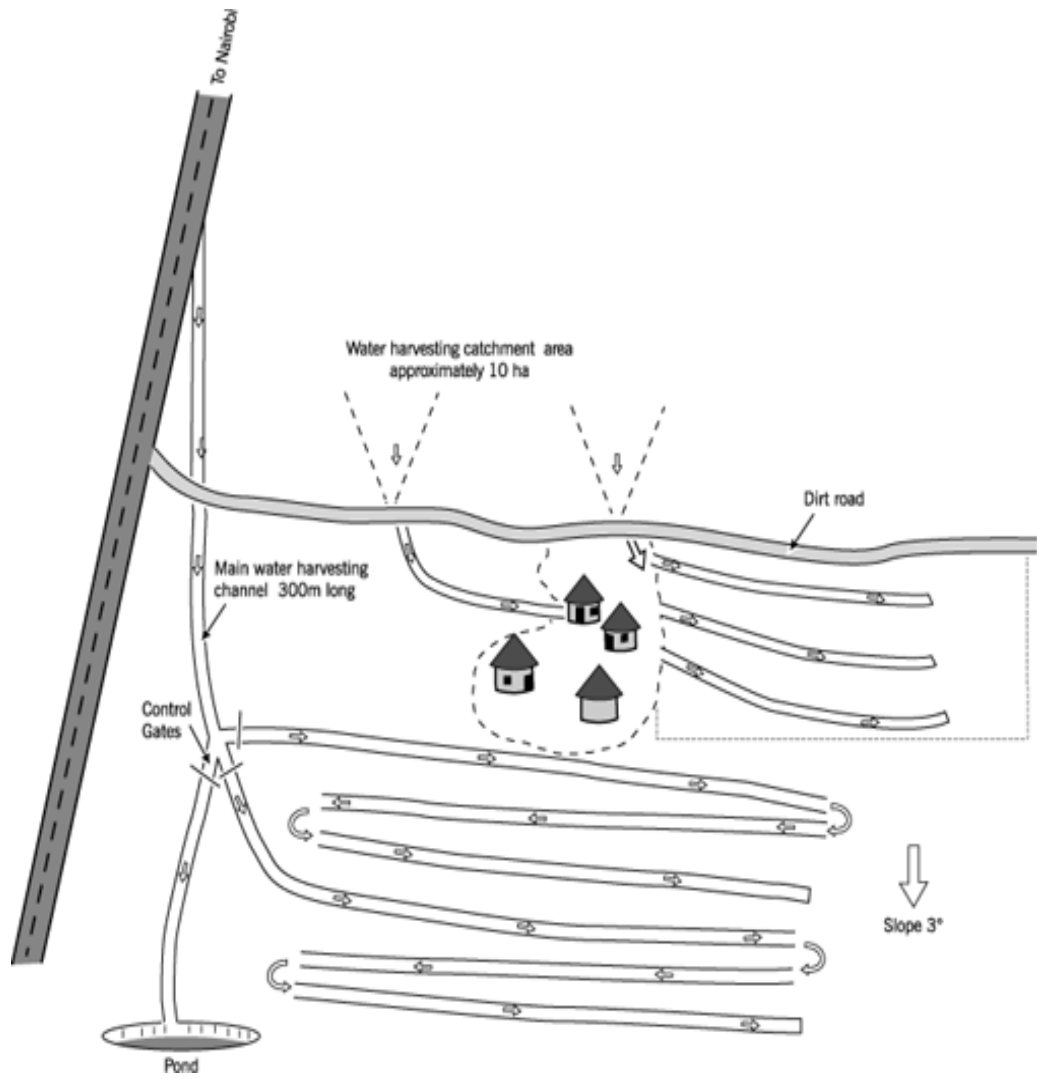 To Nairobi
Water harvesting catchment area
approximately 10 ha
Dirt road
Main water harvesting
channel 300m long
Control
Gates
Slope 3°
Pond